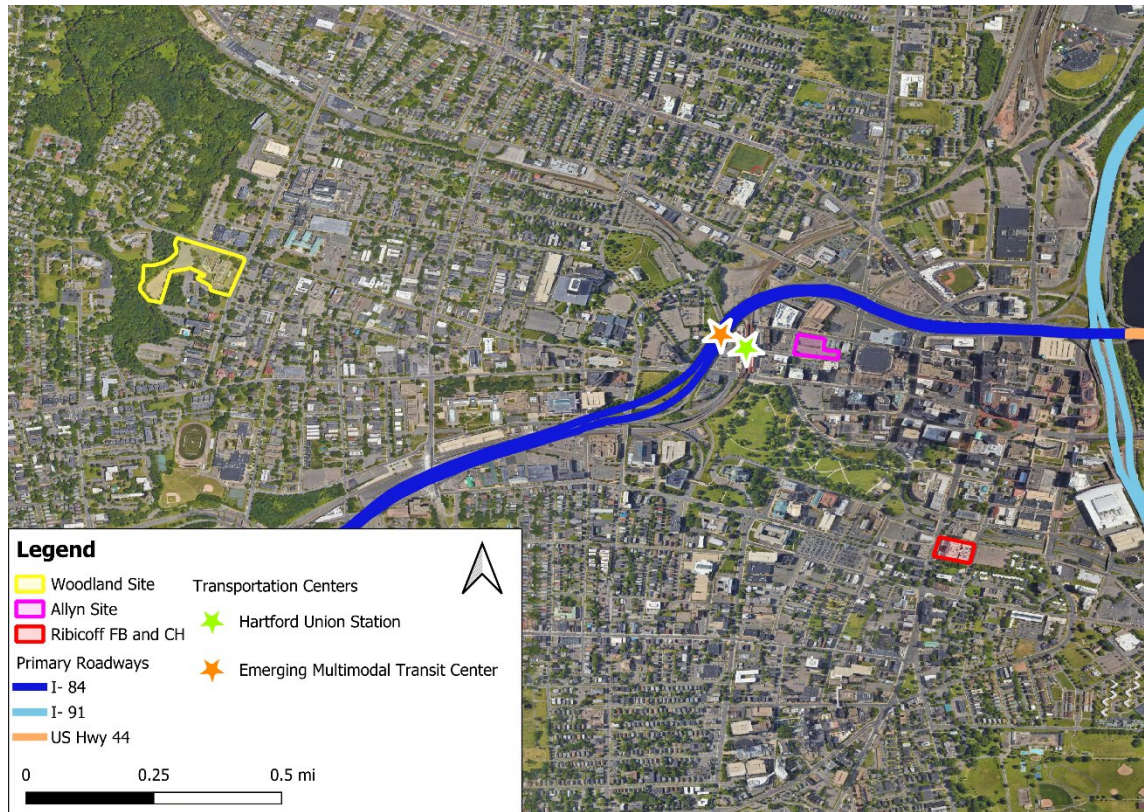 Legend
Woodland Site
Allyn Site
Ribicoff FB and CH
Primary Roadways
I- 84
I- 91
US Hwy 44
Transportation Centers
Hartford Union Station
Emerging Multimodal Transit Center
0 0.25 0.5 mi